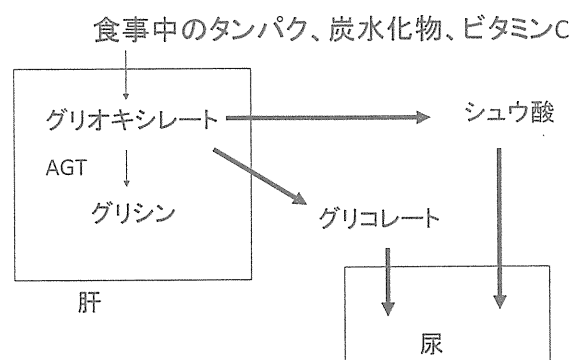 食事中のタンパク、炭水化物、ビタミンC
グリオキシレート
シュウ酸
AGT
グリシン
グリコレート
肝
尿